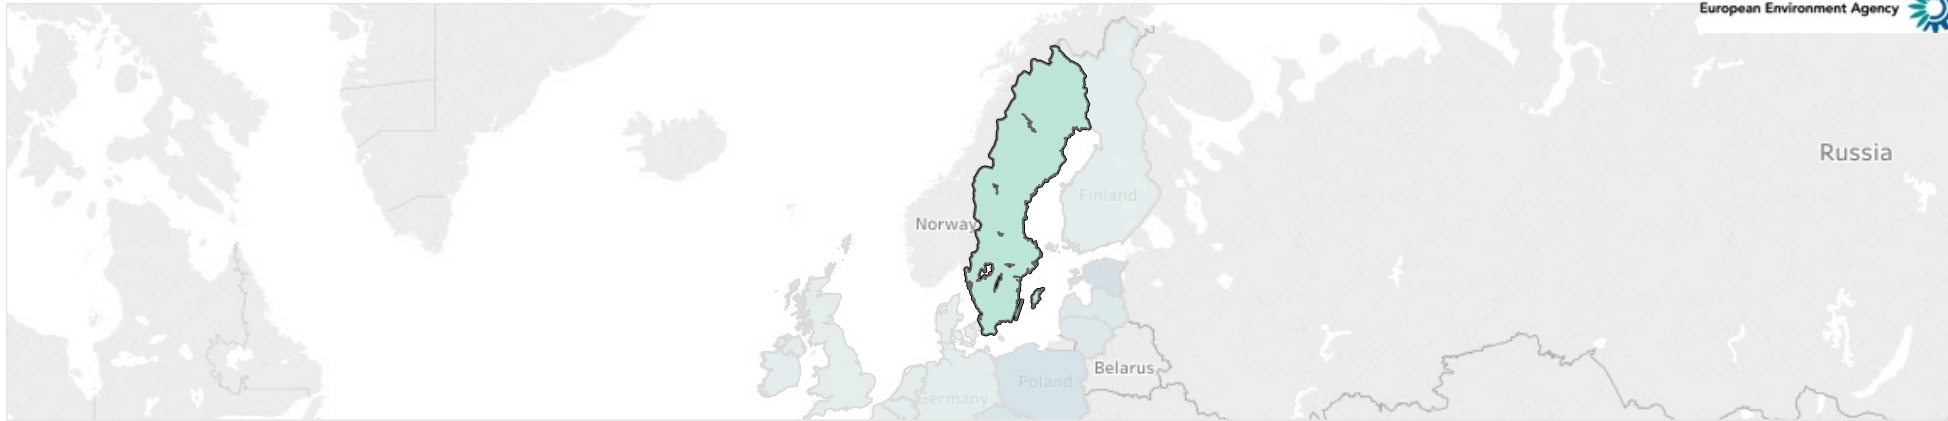 European Environment Agency
Russia
Finland
Norway
Belarus
Poland
Germany